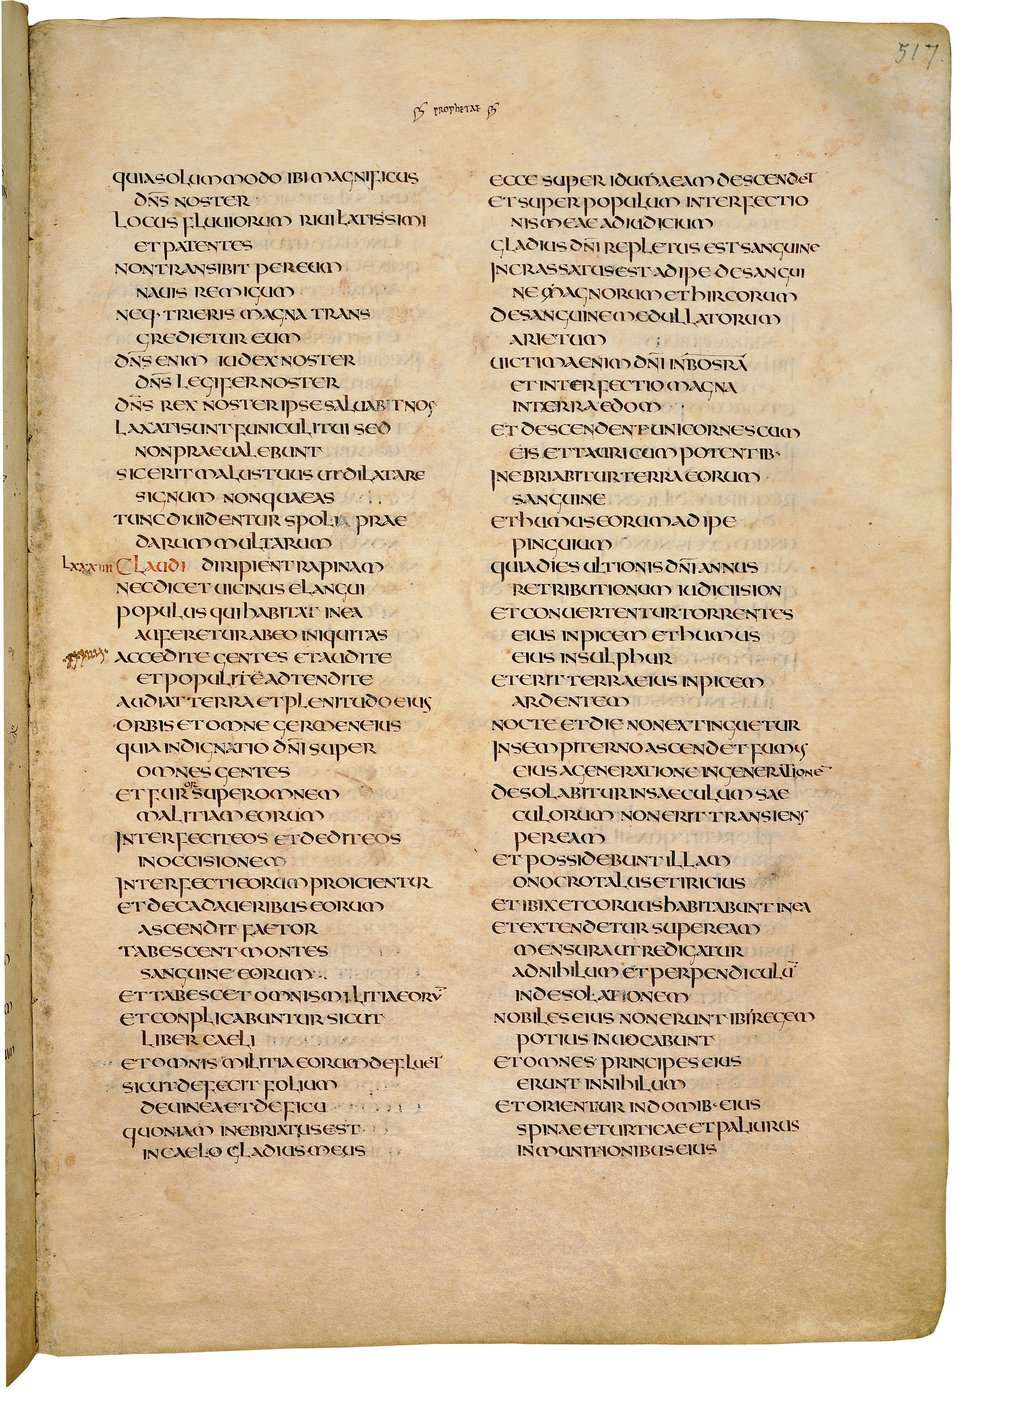 517.
PROPHETAE
QUIA SOLUMMODO IBI MAGNIFICUS
DN̄S NOSTER
LOCUS FLUUIORUM RIUI LATISSIMI
ET PATENTES
NON TRANSIBIT PER EUM
NAUIS REMIGUM
NEQ· TRIERIS MAGNA TRANS
GREDIETUR EUM
DN̄S ENIM IUDEX NOSTER
DN̄S LEGIFER NOSTER
DN̄S REX NOSTER IPSE SALUABIT NOS
LAXATI SUNT FUNICULI TUI SED
NON PRAEUALEBUNT
SIC ERIT MALUS TUUS UT DILATARE
SIGNUM NON QUAEAS
TUNC DIUIDENTUR SPOLIA PRAE
DARUM MULTARUM
LXXXIIII CLAUDI DIRIPIENT RAPINAM
NEC DICET UICINUS ELANGUI
POPULUS QUI HABITAT IN EA
AUFERETUR AB EO INIQUITAS
ACCEDITE GENTES ET AUDITE
ET POPULI ADTENDITE
AUDIAT TERRA ET PLENITUDO EIUS
ORBIS ET OMNE GERMEN EIUS
QUIA INDIGNATIO DN̄I SUPER
OMNES GENTES
ET FUROR SUPER OMNEM
MALITIAM EORUM
INTERFECIT EOS ET DEDIT EOS
IN OCCISIONEM
INTERFECTI EORUM PROICIENTUR
ET DE CADAUERIBUS EORUM
ASCENDIT FAETOR
TABESCENT MONTES
SANGUINE EORUM
ET TABESCET OMNIS MILITIA EORŪ
ET CONPLICABUNTUR SICUT
LIBER CAELI
ET OMNIS MILITIA EORUM DEFLUET
SICUT DEFECIT FOLIUM
DE UINEA ET DE FICU
QUONIAM INEBRIATUS EST
IN CAELO GLADIUS MEUS
ECCE SUPER IDUMAEAM DESCENDET
ET SUPER POPULUM INTERFECTIO
NIS MEAE AD IUDICIUM
GLADIUS DN̄I REPLETUS EST SANGUINE
INCRASSATUS EST ADIPE DE SANGUI
NE AGNORUM ET HIRCORUM
DE SANGUINE MEDULLATORUM
ARIETUM
UICTIMA ENIM DN̄I IN BOSRA
ET INTERFECTIO MAGNA
IN TERRA EDOM
ET DESCENDENT UNICORNES CUM
EIS ET TAURI CUM POTENTIB·
INEBRIABITUR TERRA EORUM
SANGUINE
ET HUMUS EORUM ADIPE
PINGUIUM
QUIA DIES ULTIONIS DN̄I ANNUS
RETRIBUTIONUM IUDICII SION
ET CONUERTENTUR TORRENTES
EIUS IN PICEM ET HUMUS
EIUS IN SULPHUR
ET ERIT TERRA EIUS IN PICEM
ARDENTEM
NOCTE ET DIE NON EXTINGUETUR
IN SEMPITERNO ASCENDET FUMUS
EIUS A GENERATIONE IN GENERATIONĒ
DESOLABITUR IN SAECULUM SAE
CULORUM NON ERIT TRANSIENS
PER EAM
ET POSSIDEBUNT ILLAM
ONOCROTALUS ET IRICIUS
ET IBIX ET CORUUS HABITABUNT IN EA
ET EXTENDETUR SUPER EAM
MENSURA UT REDIGATUR
AD NIHILUM ET PERPENDICULŪ
IN DESOLATIONEM
NOBILES EIUS NON ERUNT IBI REGEM
POTIUS INUOCABUNT
ET OMNES PRINCIPES EIUS
ERUNT IN NIHILUM
ET ORIENTUR IN DOMIB· EIUS
SPINAE ET URTICAE ET PALIURUS
IN MUNITIONIBUS EIUS